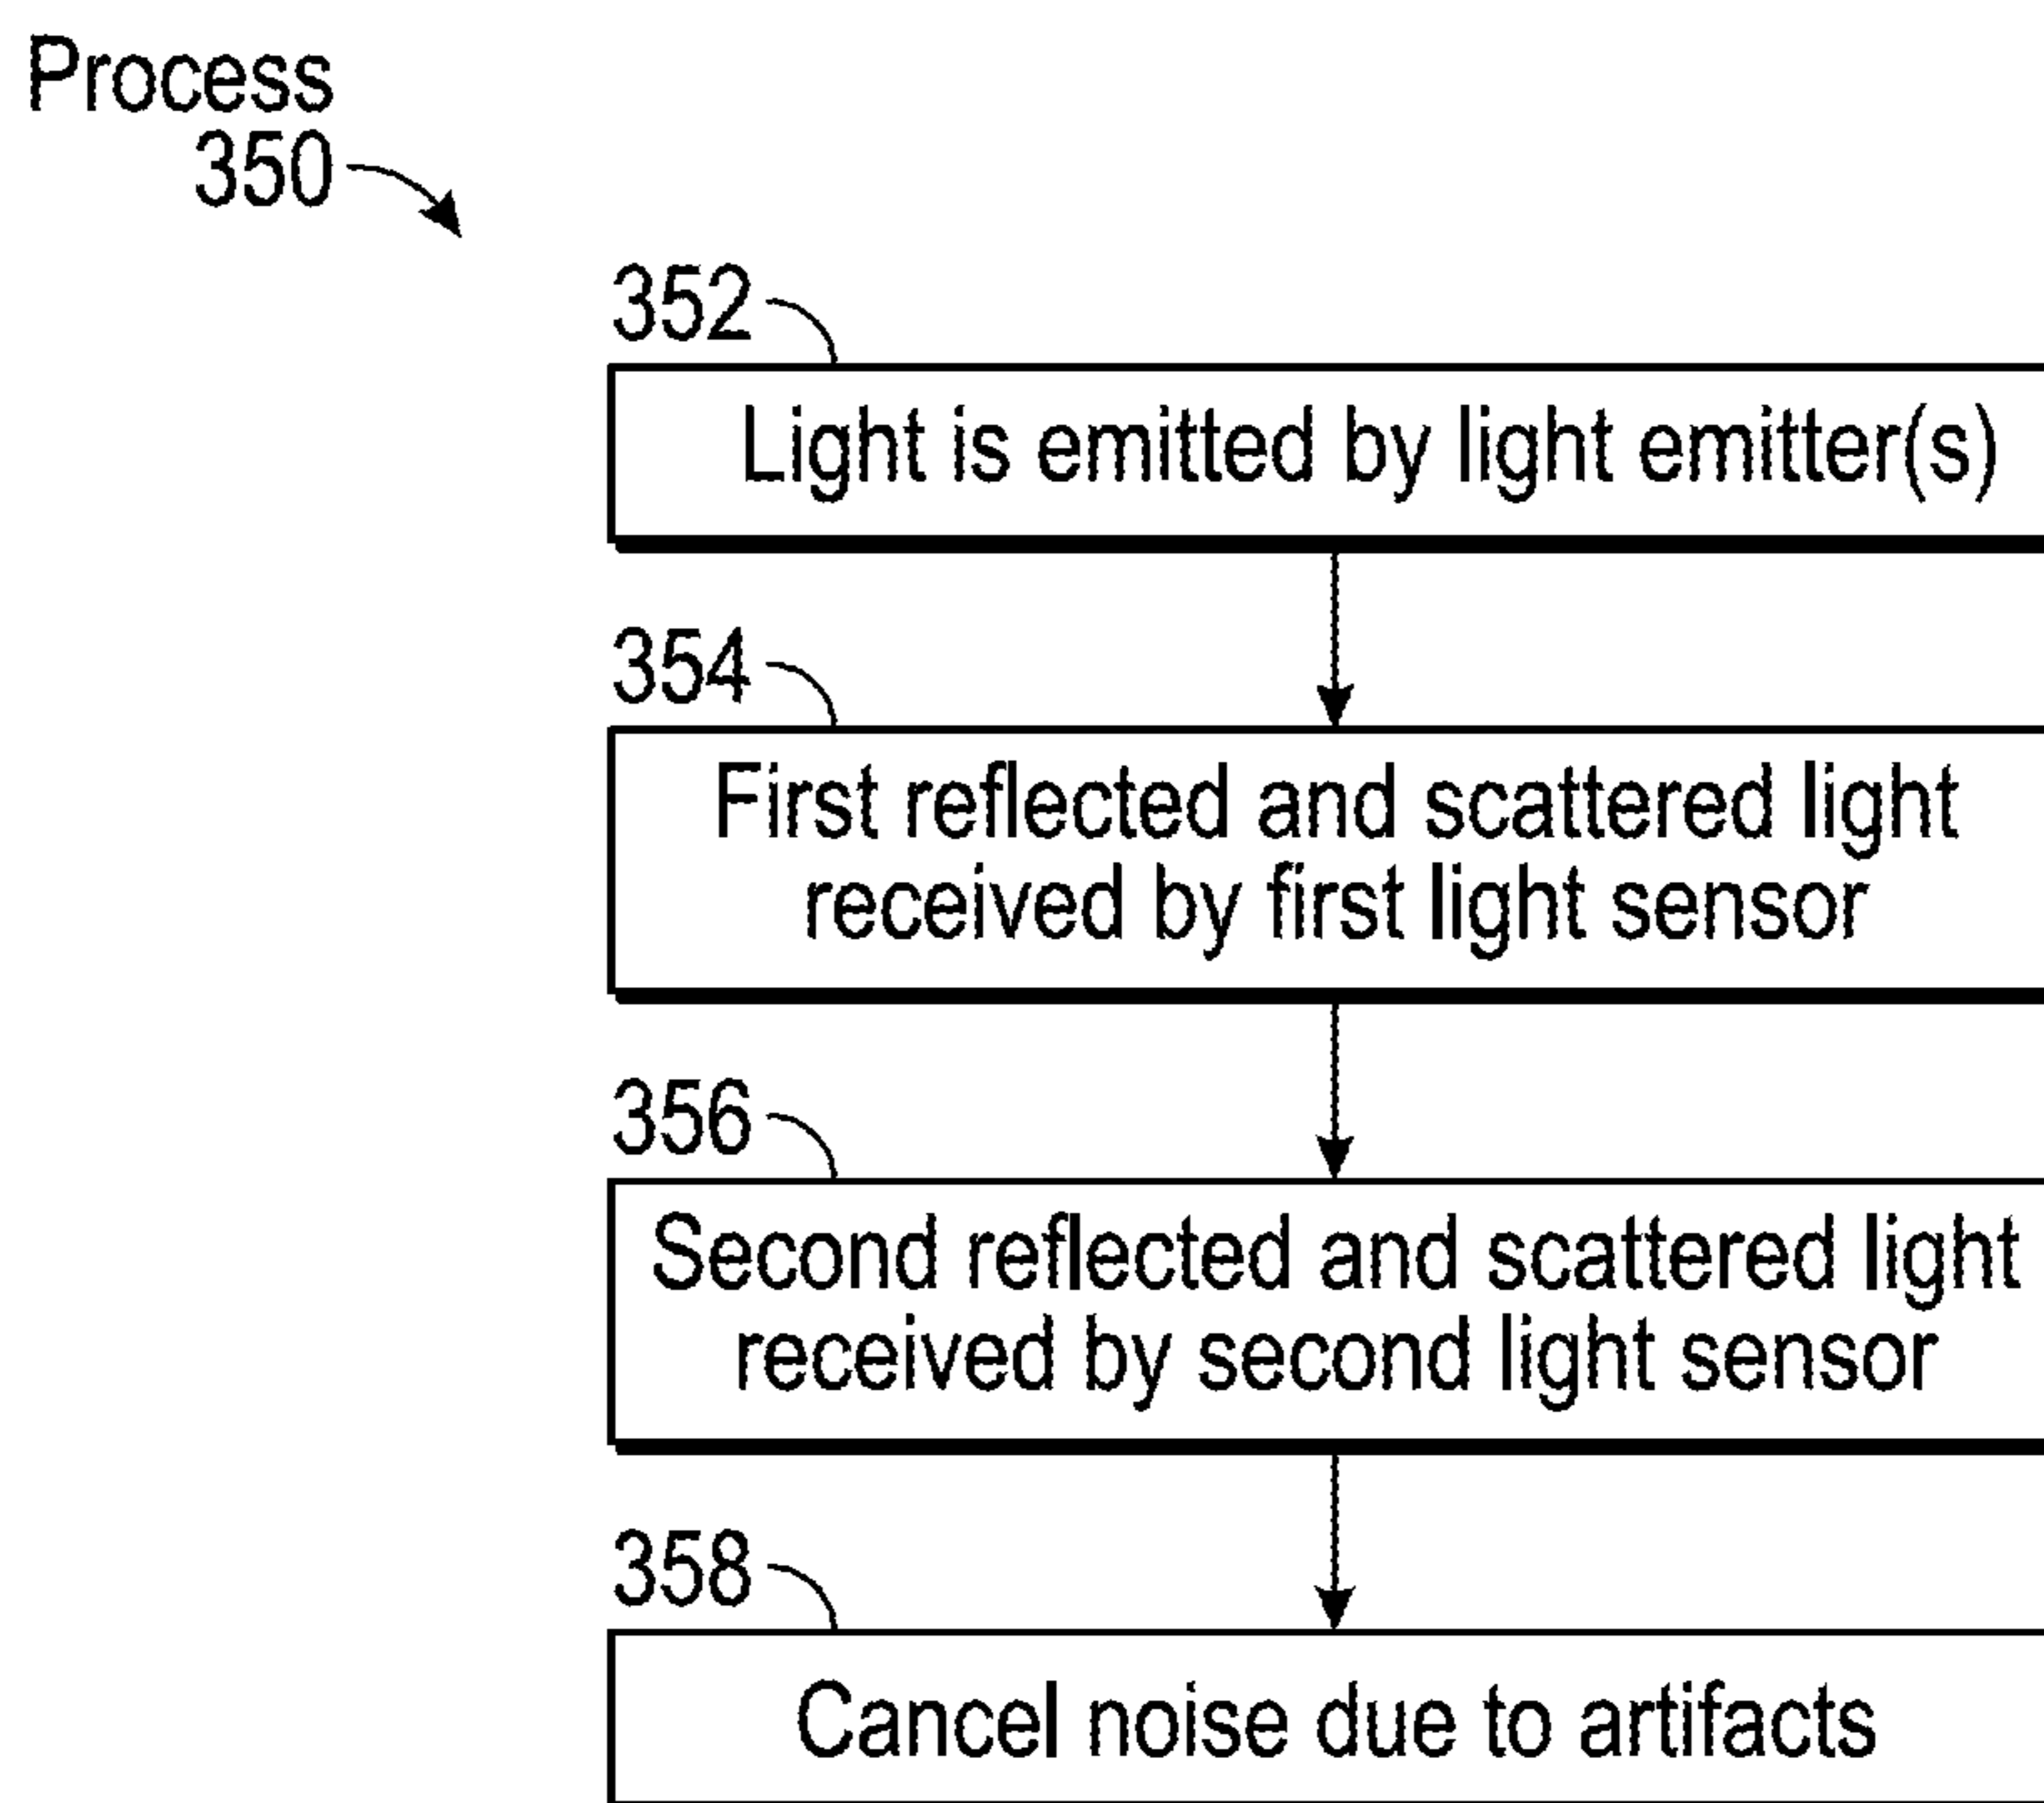 Process
350
352
Light is emitted by light emitter(s)
354
First reflected and scattered light
received by first light sensor
356
Second reflected and scattered light
received by second light sensor
358
Cancel noise due to artifacts